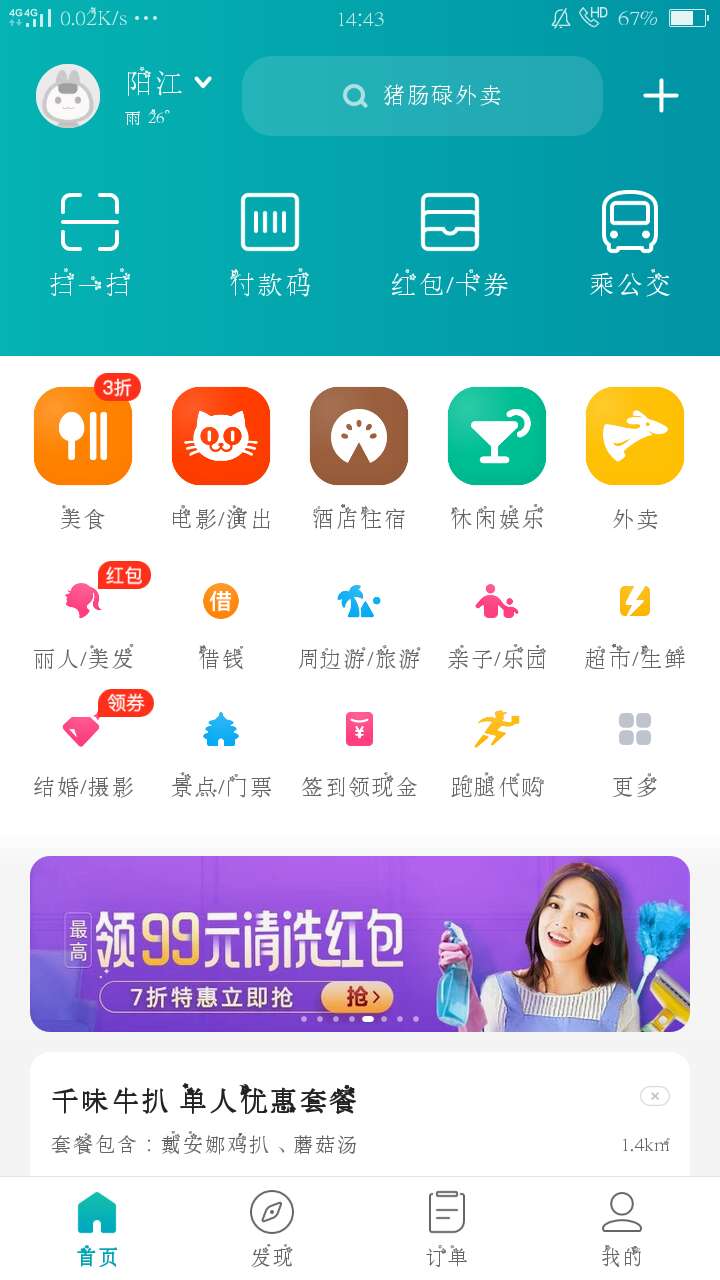 4G 4G 0.02K/s ••• 14:43 HD 67%
阳江 猪肠碌外卖
雨 26°
扫一扫 付款码 红包/卡券 乘公交
3折
美食 电影/演出 酒店住宿 休闲娱乐 外卖
红包
借
丽人/美发 借钱 周边游/旅游 亲子/乐园 超市/生鲜
领券
¥
结婚/摄影 景点/门票 签到领现金 跑腿代购 更多
最高 领99元清洗红包
7折特惠立即抢 抢>
千味牛扒 单人优惠套餐
套餐包含：戴安娜鸡扒、蘑菇汤 1.4km
首页 发现 订单 我的